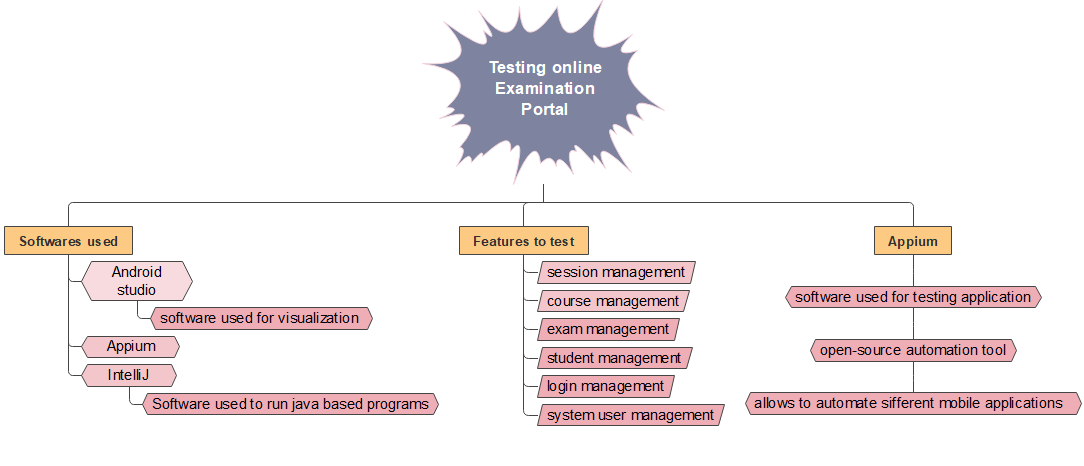 Testing online
Examination
Portal
Softwares used
Android
studio
software used for visualization
Appium
IntelliJ
Software used to run java based programs
Features to test
session management
course management
exam management
student management
login management
system user management
Appium
software used for testing application
open-source automation tool
allows to automate sifferent mobile applications